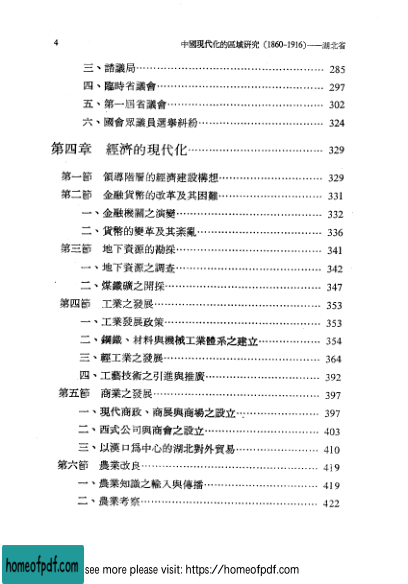 4 中國現代化的區域研究 (1860-1916)——湖北省
三、諮議局 285
四、臨時省議會 297
五、第一屆省議會 302
六、國會眾議員選舉糾紛 324
第四章 經濟的現代化 329
第一節 領導階層的經濟建設構想 329
第二節 金融貨幣的改革及其困難 331
一、金融機關之演變 332
二、貨幣的變革及其紊亂 336
第三節 地下資源的勘探 341
一、地下資源之調查 342
二、煤鐵礦之開採 347
第四節 工業之發展 353
一、工業發展政策 353
二、鋼鐵、材料與機械工業體系之建立 354
三、輕工業之發展 364
四、工藝技術之引進與推廣 392
第五節 商業之發展 397
一、現代商政、商展與商場之設立 397
二、西式公司與商會之設立 403
三、以漢口為中心的湖北對外貿易 410
第六節 農業改良 419
一、農業知識之輸入與傳播 419
二、農業考察 422
homeofpdf.com see more please visit: https://homeofpdf.com